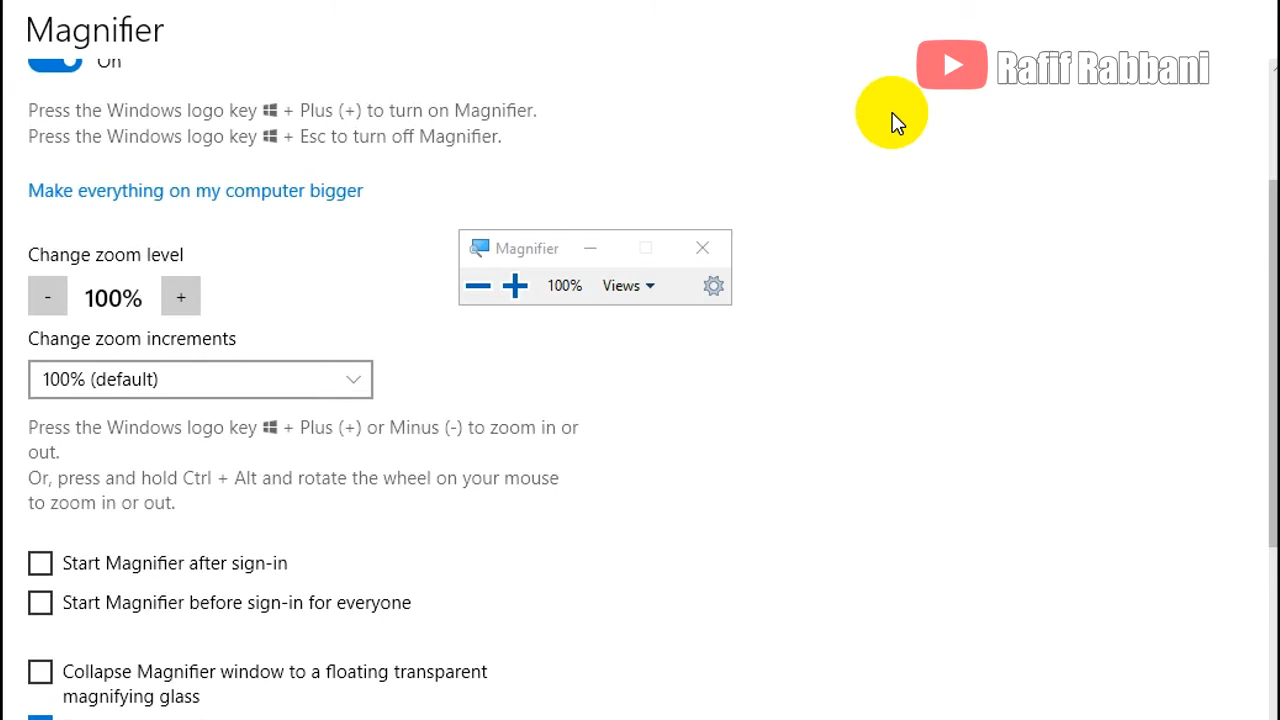 Magnifier
Rafif Rabbani
On
Press the Windows logo key + Plus (+) to turn on Magnifier.
Press the Windows logo key + Esc to turn off Magnifier.
Make everything on my computer bigger
Change zoom level
- 100% +
Magnifier
100% Views
Change zoom increments
100% (default)
Press the Windows logo key + Plus (+) or Minus (-) to zoom in or
out.
Or, press and hold Ctrl + Alt and rotate the wheel on your mouse
to zoom in or out.
Start Magnifier after sign-in
Start Magnifier before sign-in for everyone
Collapse Magnifier window to a floating transparent
magnifying glass